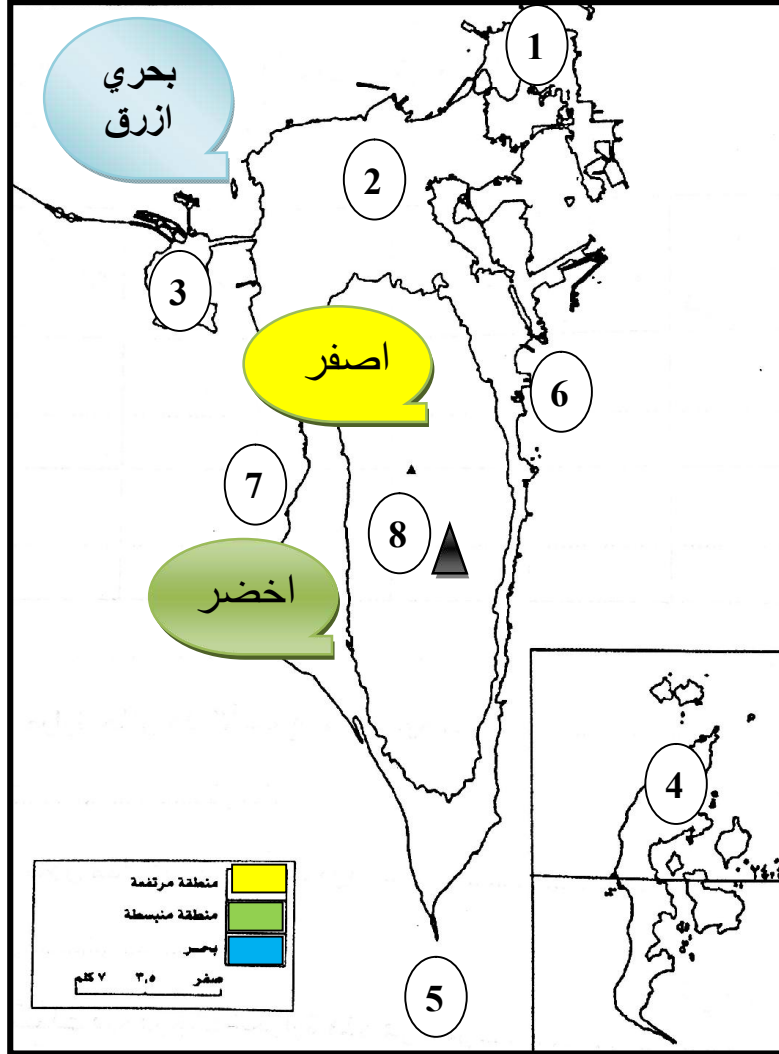 1
بحري
ازرق
2
3
اصفر
6
7
8
اخضر
4
منطقة مرتفعة
منطقة منبسطة
بحر
صفر ٣,٥ ٧ كلم
5